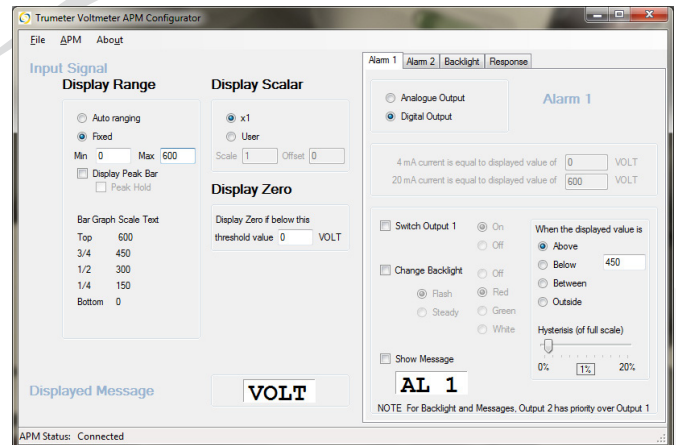 Trumeter Voltmeter APM Configurator
File APM About
Input Signal
Display Range
Auto ranging
Fixed
Min 0 Max 600
Display Peak Bar
Peak Hold
Bar Graph Scale Text
Top 600
3/4 450
1/2 300
1/4 150
Bottom 0
Display Scalar
x1
User
Scale 1 Offset 0
Display Zero
Display Zero if below this
threshold value 0 VOLT
Displayed Message
VOLT
Alarm 1 Alarm 2 Backlight Response
Analogue Output
Digital Output
Alarm 1
4 mA current is equal to displayed value of 0 VOLT
20 mA current is equal to displayed value of 600 VOLT
Switch Output 1
On
Off
Change Backlight
Flash
Steady
Off
Red
Green
White
When the displayed value is
Above
Below
Between
Outside
450
Hysterisis (of full scale)
0% 1% 20%
Show Message
AL 1
NOTE For Backlight and Messages, Output 2 has priority over Output 1
APM Status: Connected